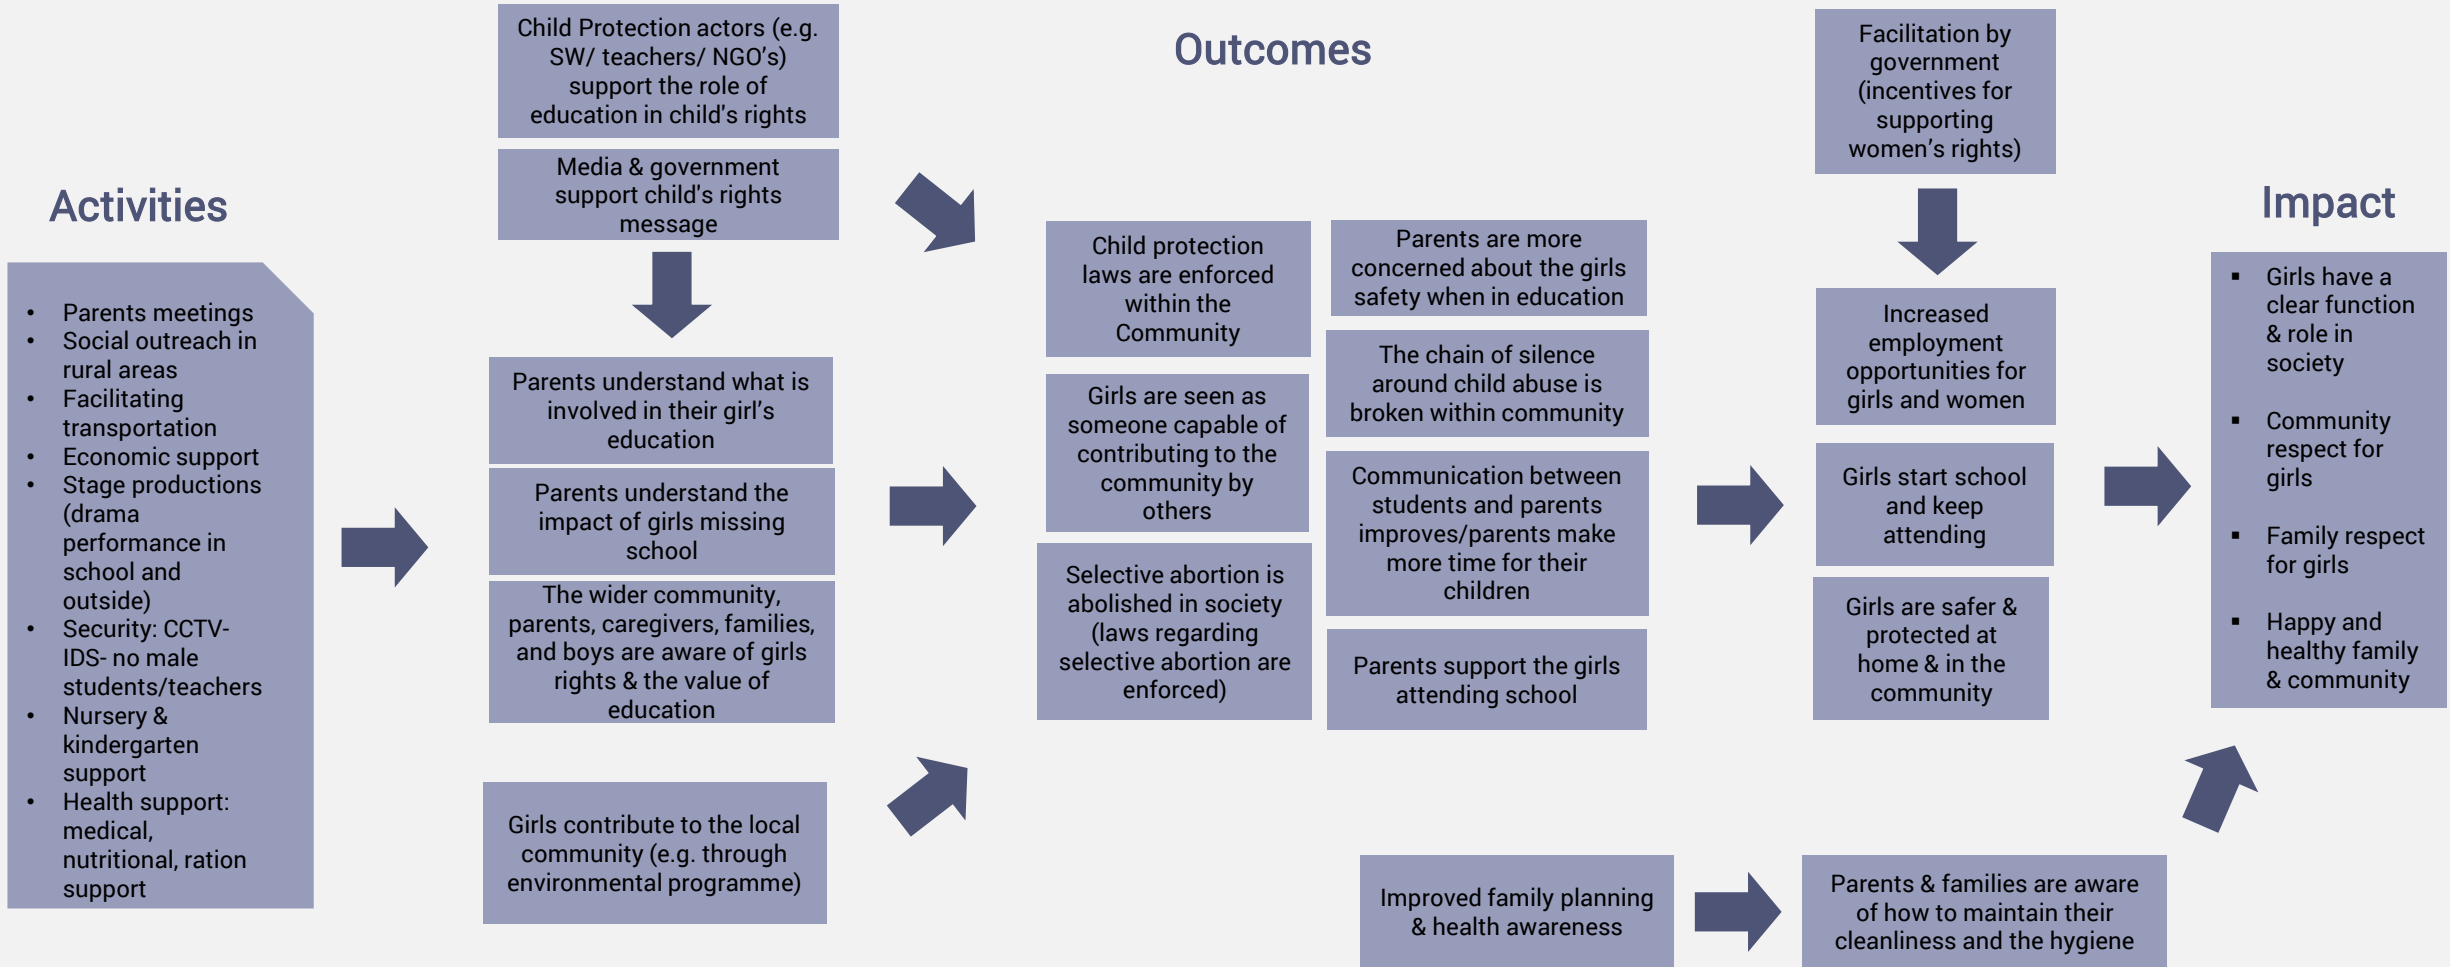 Activities
• Parents meetings
• Social outreach in
rural areas
• Facilitating
transportation
• Economic support
• Stage productions
(drama
performance in
school and
outside)
• Security: CCTV-
IDS- no male
students/teachers
• Nursery &
kindergarten
support
• Health support:
medical,
nutritional, ration
support
Child Protection actors (e.g.
SW/ teachers/ NGO's)
support the role of
education in child's rights
Media & government
support child's rights
message
Parents understand what is
involved in their girl's
education
Parents understand the
impact of girls missing
school
The wider community,
parents, caregivers, families,
and boys are aware of girls
rights & the value of
education
Girls contribute to the local
community (e.g. through
environmental programme)
Outcomes
Child protection
laws are enforced
within the
Community
Girls are seen as
someone capable of
contributing to the
community by
others
Selective abortion is
abolished in society
(laws regarding
selective abortion are
enforced)
Parents are more
concerned about the girls
safety when in education
The chain of silence
around child abuse is
broken within community
Communication between
students and parents
improves/parents make
more time for their
children
Parents support the girls
attending school
Improved family planning
& health awareness
Facilitation by
government
(incentives for
supporting
women's rights)
Increased
employment
opportunities for
girls and women
Girls start school
and keep
attending
Girls are safer &
protected at
home & in the
community
Parents & families are aware
of how to maintain their
cleanliness and the hygiene
Impact
▪ Girls have a
clear function
& role in
society
▪ Community
respect for
girls
▪ Family respect
for girls
▪ Happy and
healthy family
& community